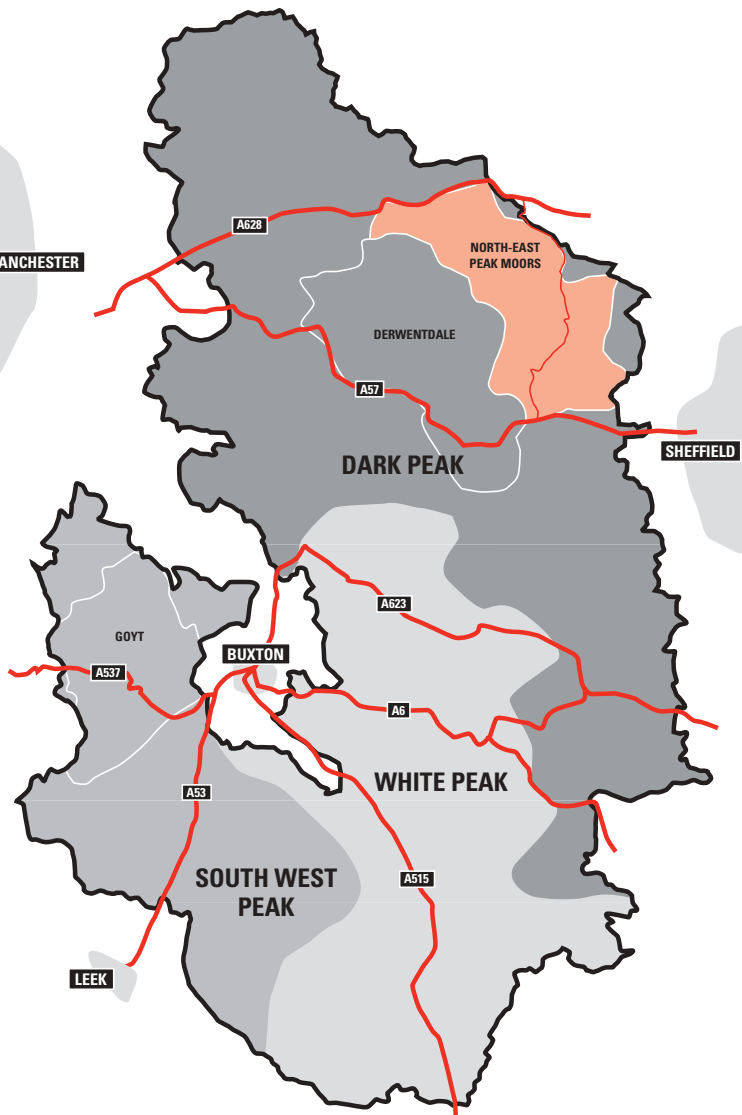 A628
NORTH-EAST
PEAK MOORS
ANCHESTER
DERWENTDALE
A57
SHEFFIELD
DARK PEAK
A623
GOYT
BUXTON
A537
A6
WHITE PEAK
A53
SOUTH WEST
PEAK
A515
LEEK